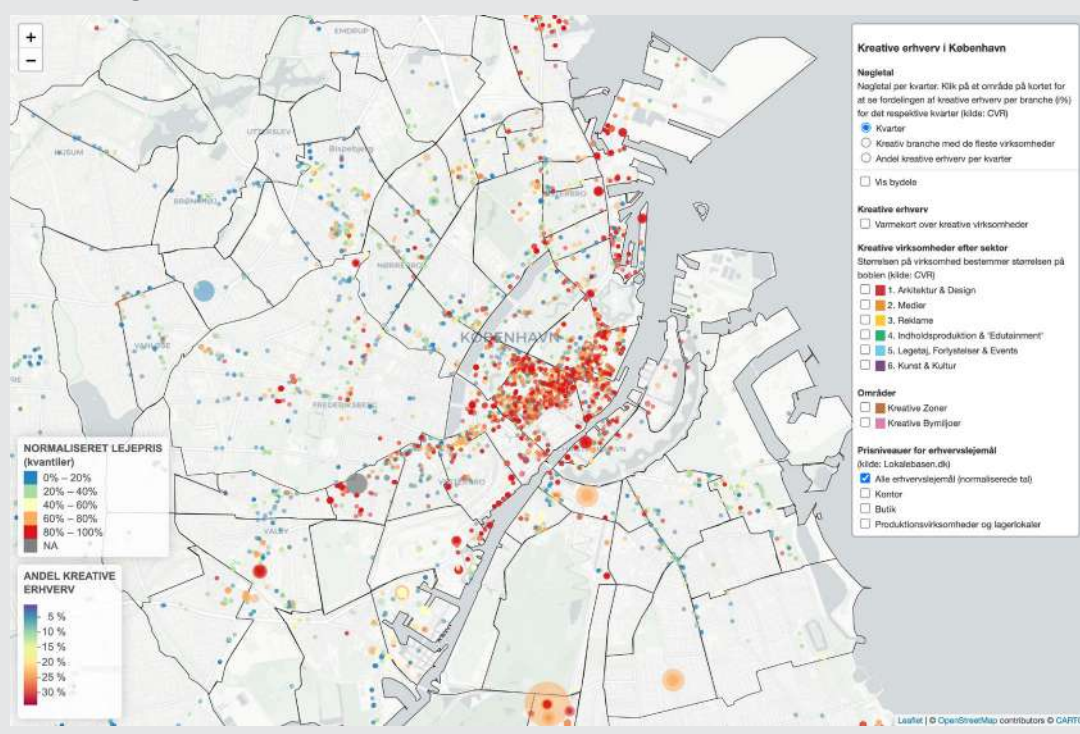 +
−
EMDRUP
UTTERSLEV
Bispebjerg
HUSUM
BRØNSHØJ
ØSTERBRO
NØRREBRO
KØBENHAVN
VANLØSE
FREDERIKSBERG
VESTERBRO
VALBY
NORMALISERET LEJEPRIS
(kvantiler)
0% – 20%
20% – 40%
40% – 60%
60% – 80%
80% – 100%
NA
ANDEL KREATIVE
ERHVERV
5 %
10 %
15 %
20 %
25 %
30 %
Kreative erhverv i København
Nøgletal
Nøgletal per kvarter. Klik på et område på kortet for
at se fordelingen af kreative erhverv per branche (i%)
for det respektive kvarter (kilde: CVR)
Kvarter
Kreativ branche med de fleste virksomheder
Andel kreative erhverv per kvarter
Vis bydele
Kreative erhverv
Varmekort over kreative virksomheder
Kreative virksomheder efter sektor
Størrelsen på virksomhed bestemmer størrelsen på
boblen (kilde: CVR)
1. Arkitektur & Design
2. Medier
3. Reklame
4. Indholdsproduktion & 'Edutainment'
5. Legetøj, Forlystelser & Events
6. Kunst & Kultur
Områder
Kreative Zoner
Kreative Bymiljøer
Prisniveauer for erhvervslejemål
(kilde: Lokalebasen.dk)
Alle erhvervslejemål (normaliserede tal)
Kontor
Butik
Produktionsvirksomheder og lagerlokaler
Leaflet | © OpenStreetMap contributors © CARTO